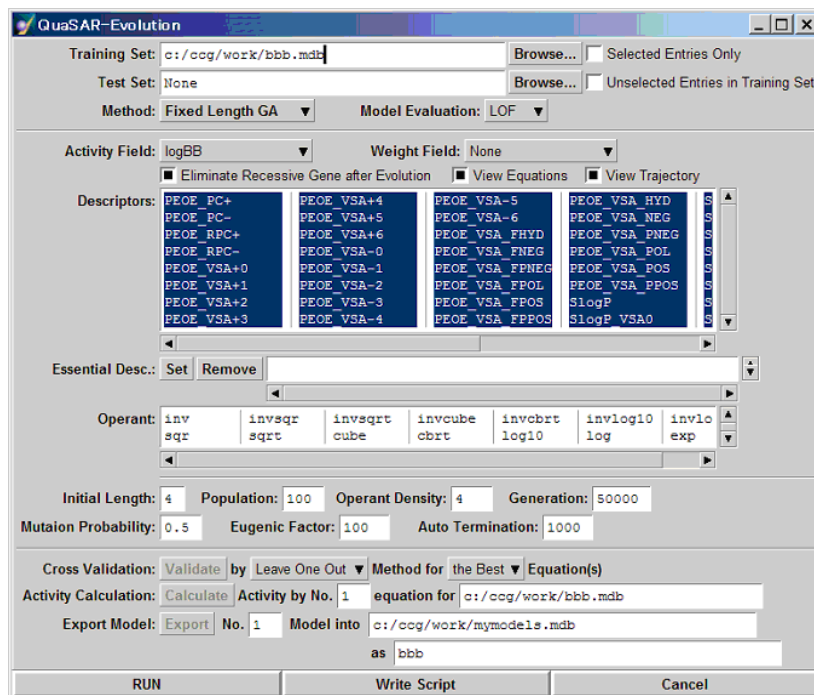 QuaSAR-Evolution
Training Set: c:/ccg/work/bbb.mdb Browse... Selected Entries Only
Test Set: None Browse... Unselected Entries in Training Set
Method: Fixed Length GA Model Evaluation: LOF
Activity Field: logBB Weight Field: None
Eliminate Recessive Gene after Evolution View Equations View Trajectory
Descriptors: PEOE_PC+ PEOE_VSA+4 PEOE_VSA-5 PEOE_VSA_HYD S
PEOE_PC- PEOE_VSA+5 PEOE_VSA-6 PEOE_VSA_NEG S
PEOE_RPC+ PEOE_VSA+6 PEOE_VSA_FHYD PEOE_VSA_PNEG S
PEOE_RPC- PEOE_VSA-0 PEOE_VSA_FNEG PEOE_VSA_POL S
PEOE_VSA+0 PEOE_VSA-1 PEOE_VSA_FPNEG PEOE_VSA_POS S
PEOE_VSA+1 PEOE_VSA-2 PEOE_VSA_FPOL PEOE_VSA_PPOS S
PEOE_VSA+2 PEOE_VSA-3 PEOE_VSA_FPOS SlogP S
PEOE_VSA+3 PEOE_VSA-4 PEOE_VSA_FPPOS SlogP_VSA0 S
Essential Desc.: Set Remove
Operant: inv invsqr invsqrt invcube invcbrt invlog10 invlo
sqr sqrt cube cbrt log10 log exp
Initial Length: 4 Population: 100 Operant Density: 4 Generation: 50000
Mutaion Probability: 0.5 Eugenic Factor: 100 Auto Termination: 1000
Cross Validation: Validate by Leave One Out Method for the Best Equation(s)
Activity Calculation: Calculate Activity by No. 1 equation for c:/ccg/work/bbb.mdb
Export Model: Export No. 1 Model into c:/ccg/work/mymodels.mdb
as bbb
RUN Write Script Cancel